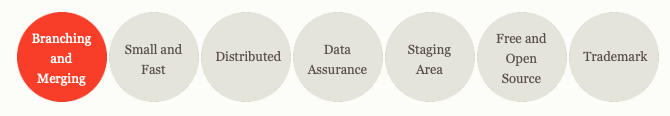 Branching
and
Merging
Small and
Fast
Distributed
Data
Assurance
Staging
Area
Free and
Open
Source
Trademark